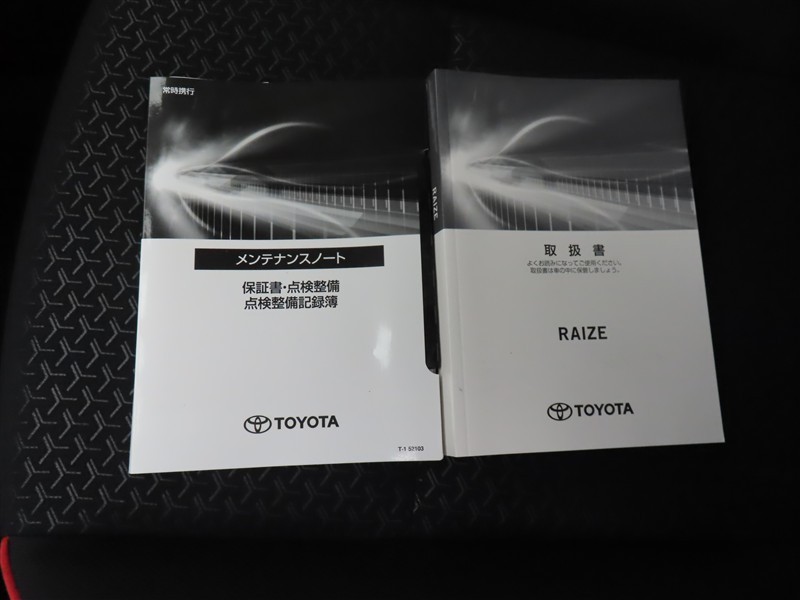 常時携行
メンテナンスノート
保証書・点検整備
点検整備記録簿
TOYOTA
T-1 52103
RAIZE
取扱書
よくお読みになってご使用ください。
取扱書は車の中に保管しましょう。
RAIZE
TOYOTA